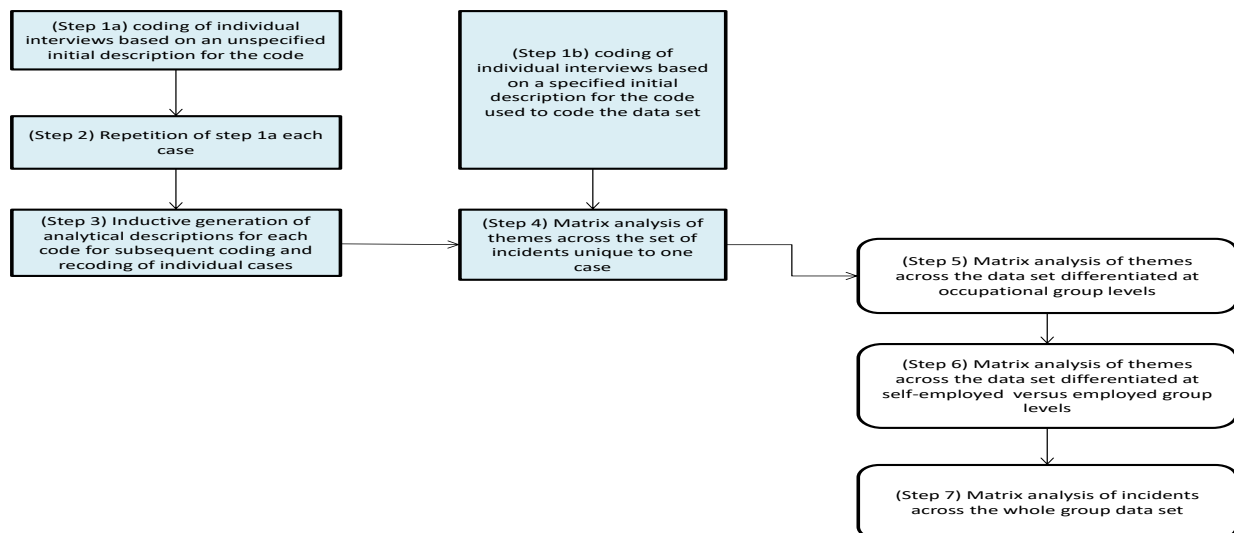 (Step 1a) coding of individual
interviews based on an unspecified
initial description for the code
(Step 1b) coding of
individual interviews based
on a specified initial
description for the code
used to code the data set
(Step 2) Repetition of step 1a each
case
(Step 3) Inductive generation of
analytical descriptions for each
code for subsequent coding and
recoding of individual cases
(Step 4) Matrix analysis of
themes across the set of
incidents unique to one
case
(Step 5) Matrix analysis of themes
across the data set differentiated at
occupational group levels
(Step 6) Matrix analysis of themes
across the data set differentiated at
self-employed versus employed group
levels
(Step 7) Matrix analysis of incidents
across the whole group data set